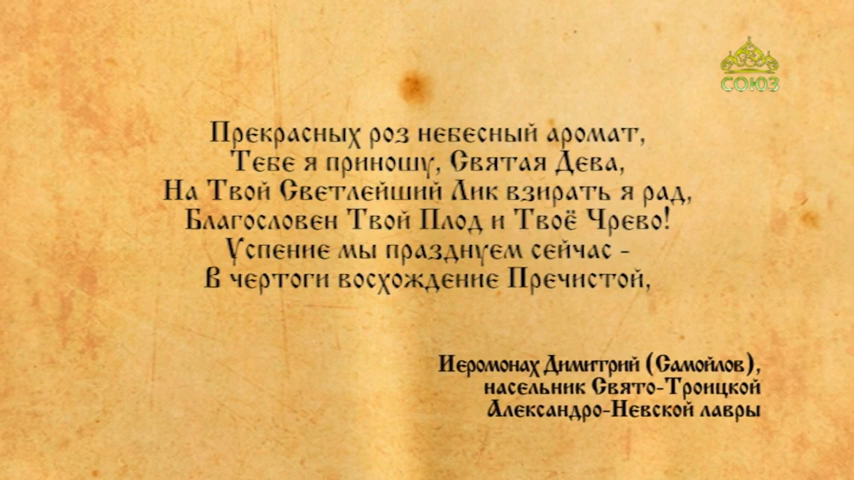 СОЮЗ
Прекрасных роз небесный аромат,
Тебе я приношу, Святая Дева,
На Твой Светлейший Лик взирать я рад,
Благословен Твой Плод и Твоё Чрево!
Успение мы празднуем сейчас -
В чертоги восхождение Пречистой,
Иеромонах Димитрий (Самойлов),
насельник Свято-Троицкой
Александро-Невской лавры